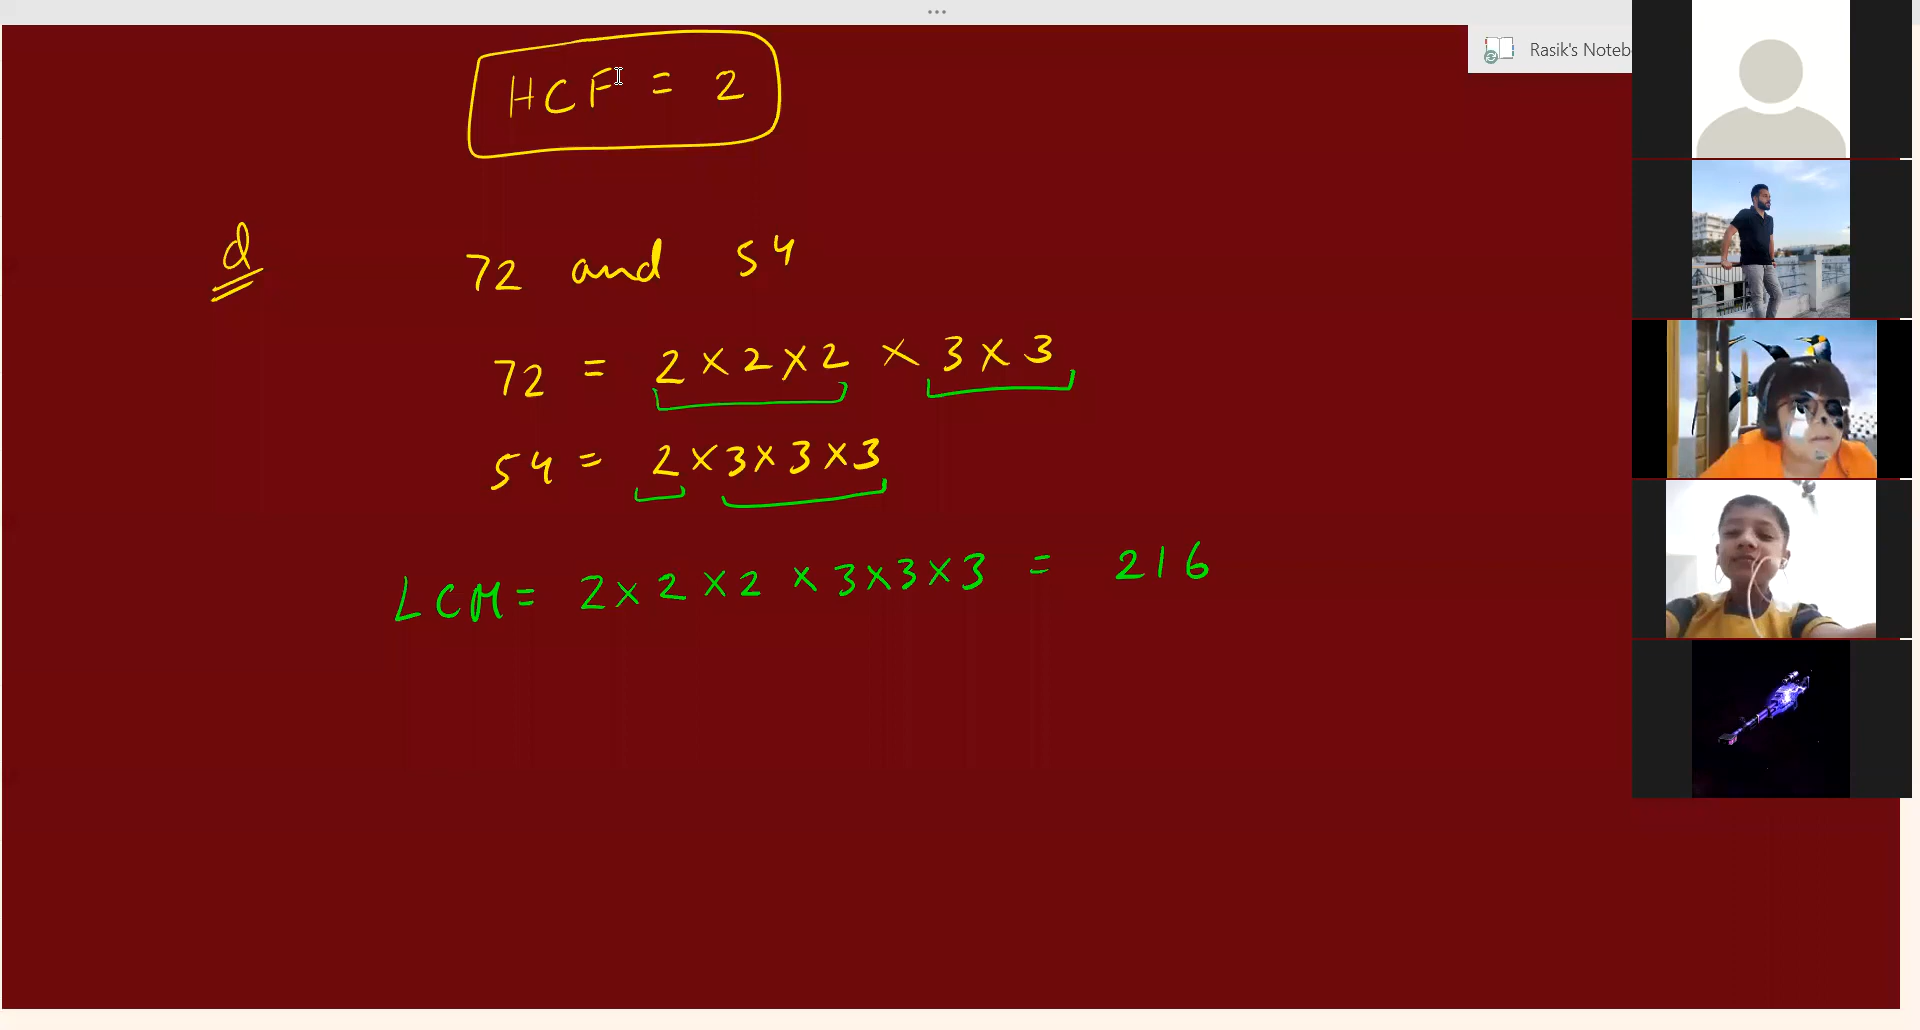 HCF = 2
Rasik's Noteb
d 72 and 54
72 = 2 × 2 × 2 × 3 × 3
54 = 2 × 3 × 3 × 3
LCM = 2 × 2 × 2 × 3 × 3 × 3 = 216